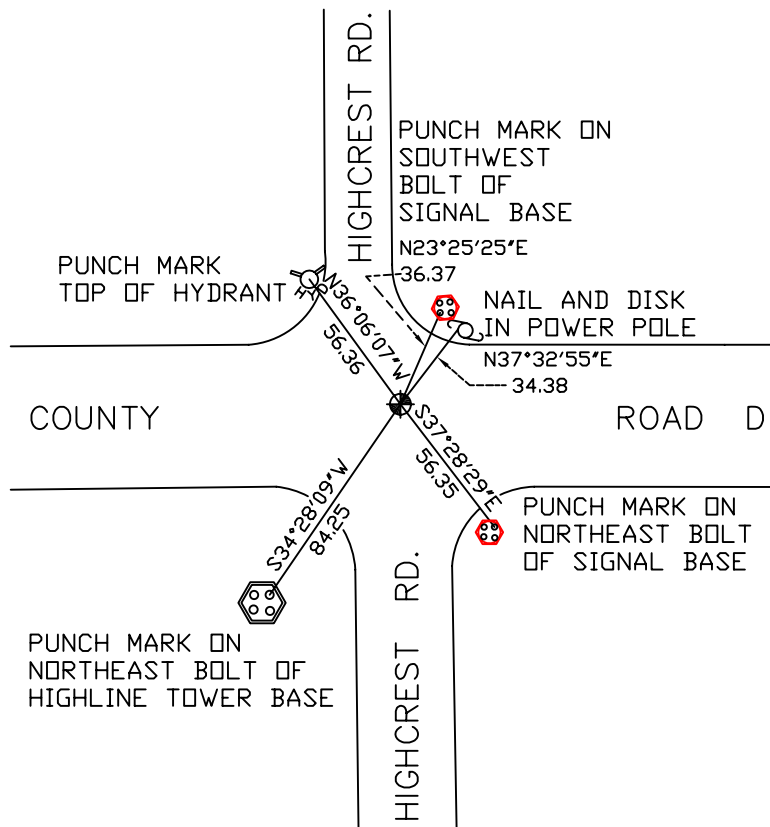 HIGHCREST RD.
PUNCH MARK ON
SOUTHWEST
BOLT OF
SIGNAL BASE
N23°25'25"E
36.37
PUNCH MARK
TOP OF HYDRANT
HYD
N36°06'07"W
56.36
NAIL AND DISK
IN POWER POLE
N37°32'55"E
34.38
COUNTY
ROAD D
S37°28'29"E
56.35
S34°28'09"W
84.25
PUNCH MARK ON
NORTHEAST BOLT
OF SIGNAL BASE
PUNCH MARK ON
NORTHEAST BOLT OF
HIGHLINE TOWER BASE
HIGHCREST RD.